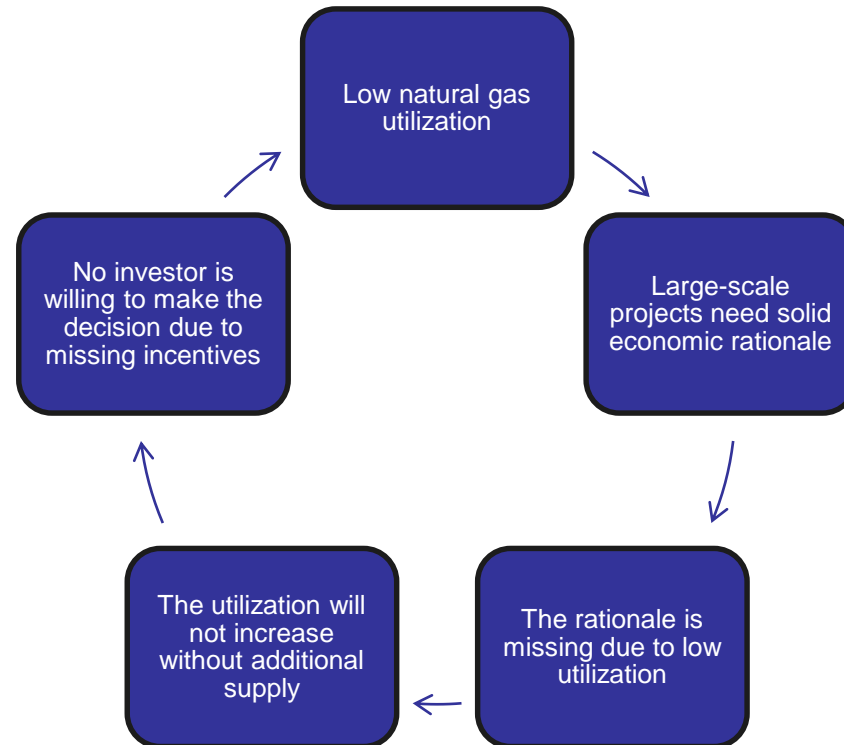 Low natural gas
utilization
Large-scale
projects need solid
economic rationale
The rationale is
missing due to low
utilization
The utilization will
not increase
without additional
supply
No investor is
willing to make the
decision due to
missing incentives